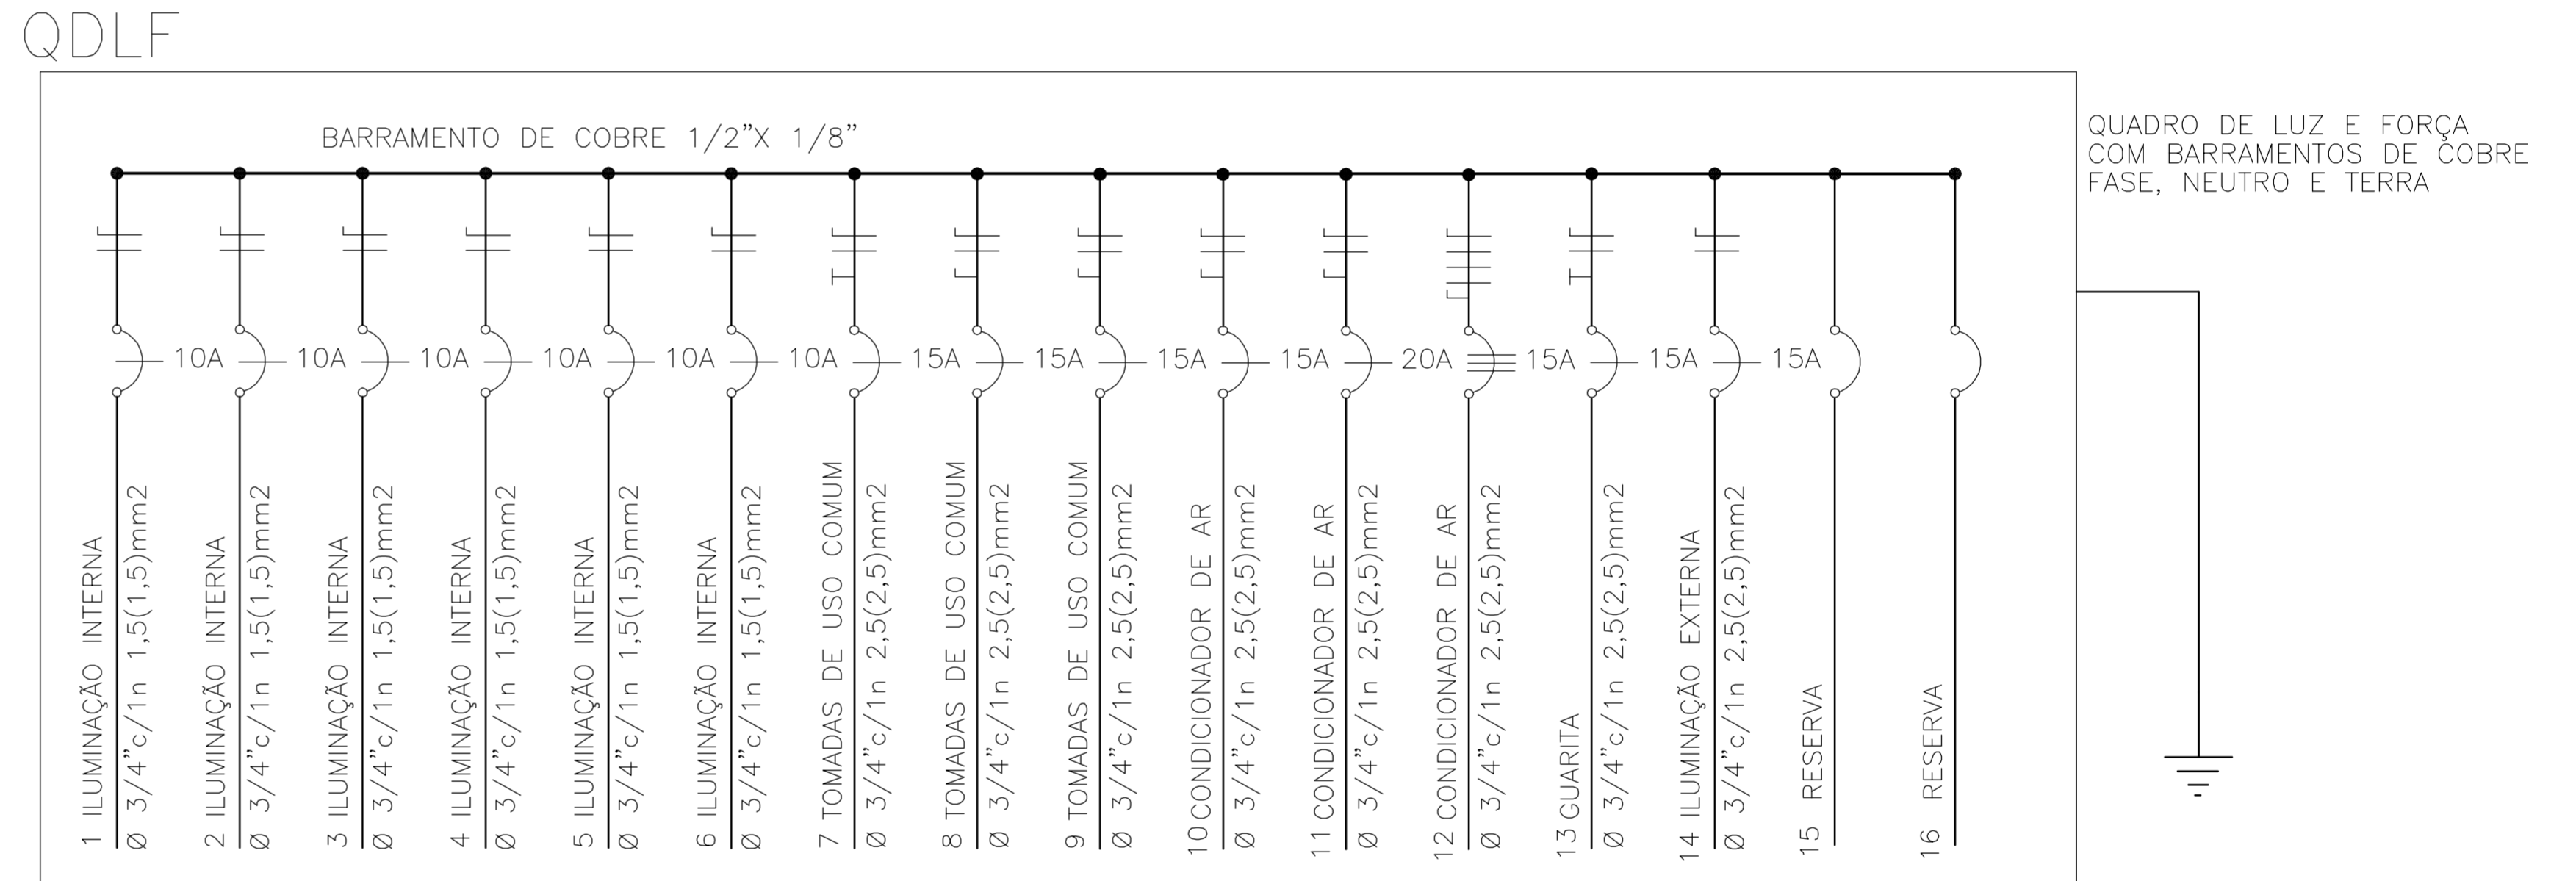 QDLF
BARRAMENTO DE COBRE 1/2”X 1/8”
QUADRO DE LUZ E FORÇA
COM BARRAMENTOS DE COBRE
FASE, NEUTRO E TERRA
10A
10A
10A
10A
10A
10A
15A
15A
15A
15A
20A
15A
15A
15A
1 ILUMINAÇÃO INTERNA
Ø 3/4”c/1n 1,5(1,5)mm2
2 ILUMINAÇÃO INTERNA
Ø 3/4”c/1n 1,5(1,5)mm2
3 ILUMINAÇÃO INTERNA
Ø 3/4”c/1n 1,5(1,5)mm2
4 ILUMINAÇÃO INTERNA
Ø 3/4”c/1n 1,5(1,5)mm2
5 ILUMINAÇÃO INTERNA
Ø 3/4”c/1n 1,5(1,5)mm2
6 ILUMINAÇÃO INTERNA
Ø 3/4”c/1n 1,5(1,5)mm2
7 TOMADAS DE USO COMUM
Ø 3/4”c/1n 2,5(2,5)mm2
8 TOMADAS DE USO COMUM
Ø 3/4”c/1n 2,5(2,5)mm2
9 TOMADAS DE USO COMUM
Ø 3/4”c/1n 2,5(2,5)mm2
10 CONDICIONADOR DE AR
Ø 3/4”c/1n 2,5(2,5)mm2
11 CONDICIONADOR DE AR
Ø 3/4”c/1n 2,5(2,5)mm2
12 CONDICIONADOR DE AR
Ø 3/4”c/1n 2,5(2,5)mm2
13 GUARITA
Ø 3/4”c/1n 2,5(2,5)mm2
14 ILUMINAÇÃO EXTERNA
Ø 3/4”c/1n 2,5(2,5)mm2
15 RESERVA
16 RESERVA